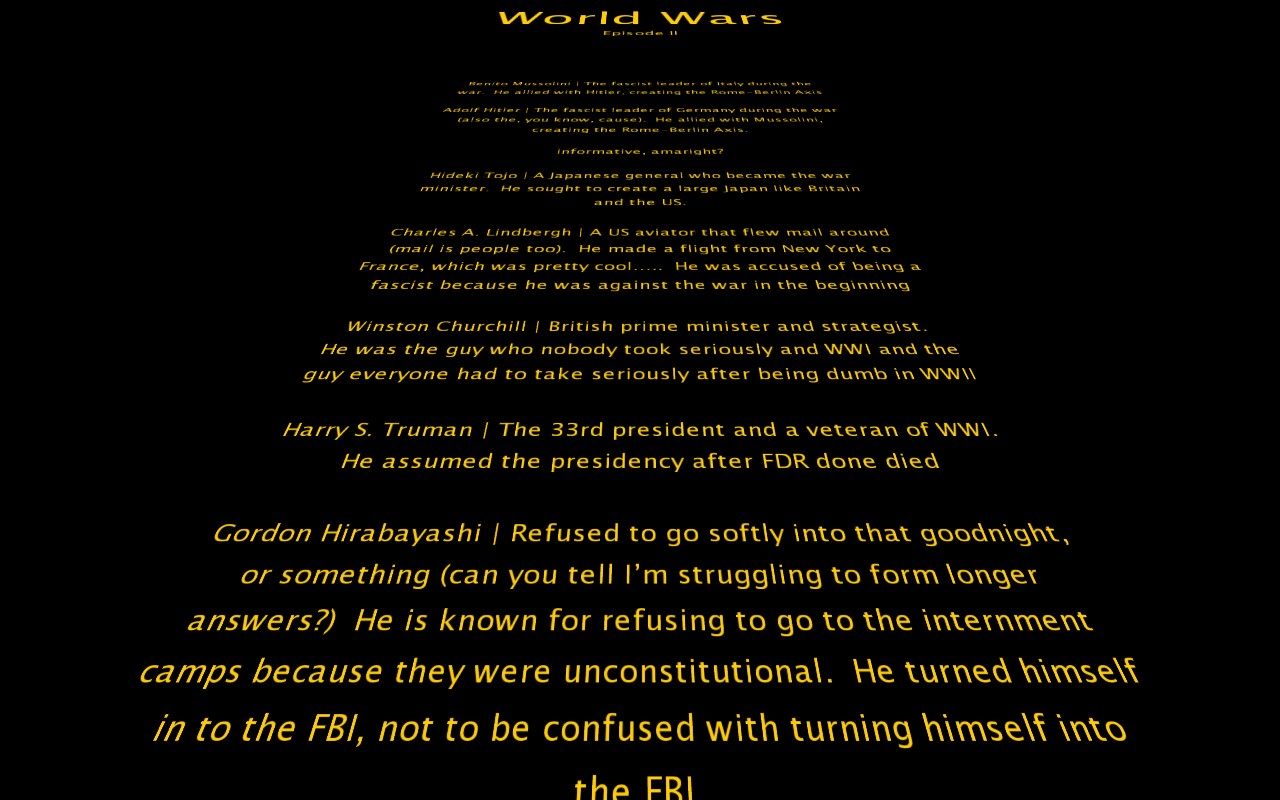 World Wars
Episode II
Benito Mussolini | The fascist leader of Italy during the
war.  He allied with Hitler, creating the Rome-Berlin Axis
Adolf Hitler | The fascist leader of Germany during the war
(also the, you know, cause).  He allied with Mussolini,
creating the Rome-Berlin Axis.
informative, amaright?
Hideki Tojo | A Japanese general who became the war
minister.  He sought to create a large Japan like Britain
and the US.
Charles A. Lindbergh | A US aviator that flew mail around
(mail is people too).  He made a flight from New York to
France, which was pretty cool.....  He was accused of being a
fascist because he was against the war in the beginning
Winston Churchill | British prime minister and strategist.
He was the guy who nobody took seriously and WWI and the
guy everyone had to take seriously after being dumb in WWII
Harry S. Truman | The 33rd president and a veteran of WWI.
He assumed the presidency after FDR done died
Gordon Hirabayashi | Refused to go softly into that goodnight,
or something (can you tell I'm struggling to form longer
answers?)  He is known for refusing to go to the internment
camps because they were unconstitutional.  He turned himself
in to the FBI, not to be confused with turning himself into
the FBI